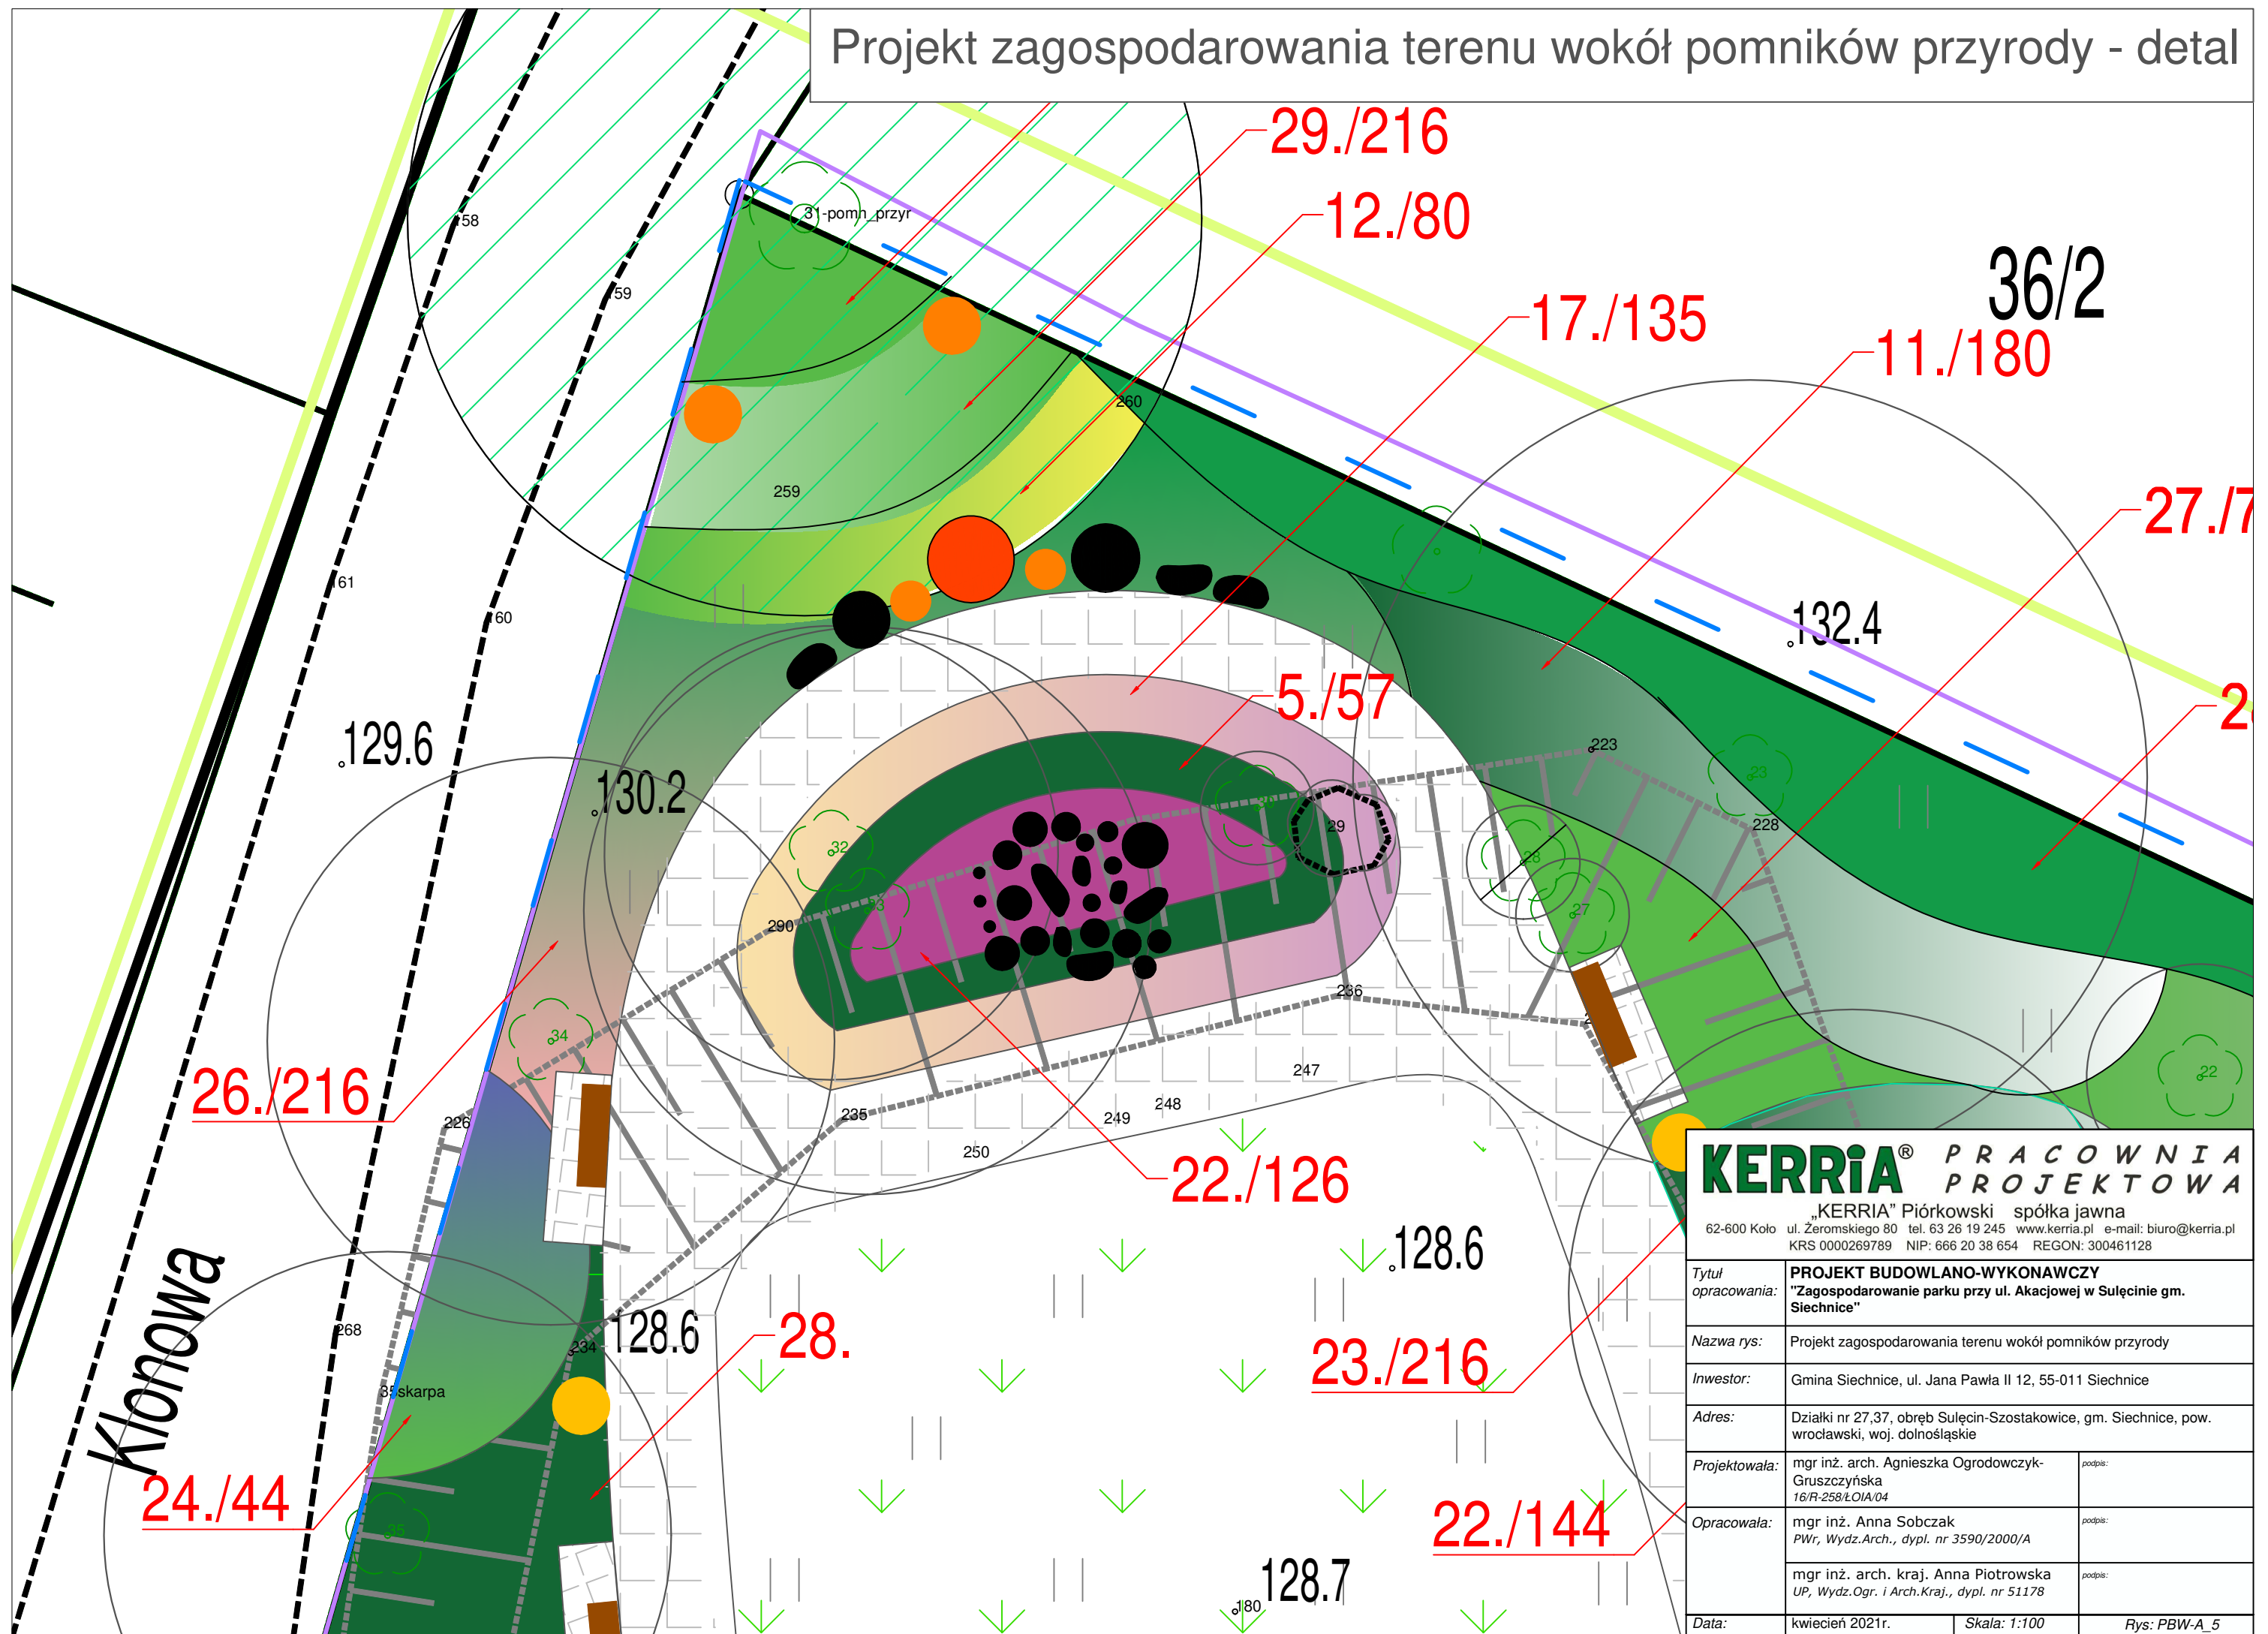 Projekt zagospodarowania terenu wokół pomników przyrody - detal
29./216
12./80
31-pomn_przyr
36/2
17./135
11./180
158
159
260
259
27./7
161
160
132.4
5./57
129.6
130.2
223
23
228
32
29
28
33
27
290
236
34
26./216
247
248
249
250
235
226
22
22./126
128.6
128.6
28.
234
268
35skarpa
Klonowa
23./216
24./44
35
22./144
128.7
180
KERRiA® PRACOWNIA
PROJEKTOWA
„KERRIA” Piórkowski spółka jawna
62-600 Koło ul. Żeromskiego 80 tel. 63 26 19 245 www.kerria.pl e-mail: biuro@kerria.pl
KRS 0000269789 NIP: 666 20 38 654 REGON: 300461128
Tytuł opracowania: PROJEKT BUDOWLANO-WYKONAWCZY
"Zagospodarowanie parku przy ul. Akacjowej w Sulęcinie gm.
Siechnice"
Nazwa rys: Projekt zagospodarowania terenu wokół pomników przyrody
Inwestor: Gmina Siechnice, ul. Jana Pawła II 12, 55-011 Siechnice
Adres: Działki nr 27,37, obręb Sulęcin-Szostakowice, gm. Siechnice, pow.
wrocławski, woj. dolnośląskie
Projektowała: mgr inż. arch. Agnieszka Ogrodowczyk-
Gruszczyńska
16/R-258/ŁOIA/04
podpis:
Opracowała: mgr inż. Anna Sobczak
PWr, Wydz.Arch., dypl. nr 3590/2000/A
podpis:
mgr inż. arch. kraj. Anna Piotrowska
UP, Wydz.Ogr. i Arch.Kraj., dypl. nr 51178
podpis:
Data: kwiecień 2021r. Skala: 1:100 Rys: PBW-A_5